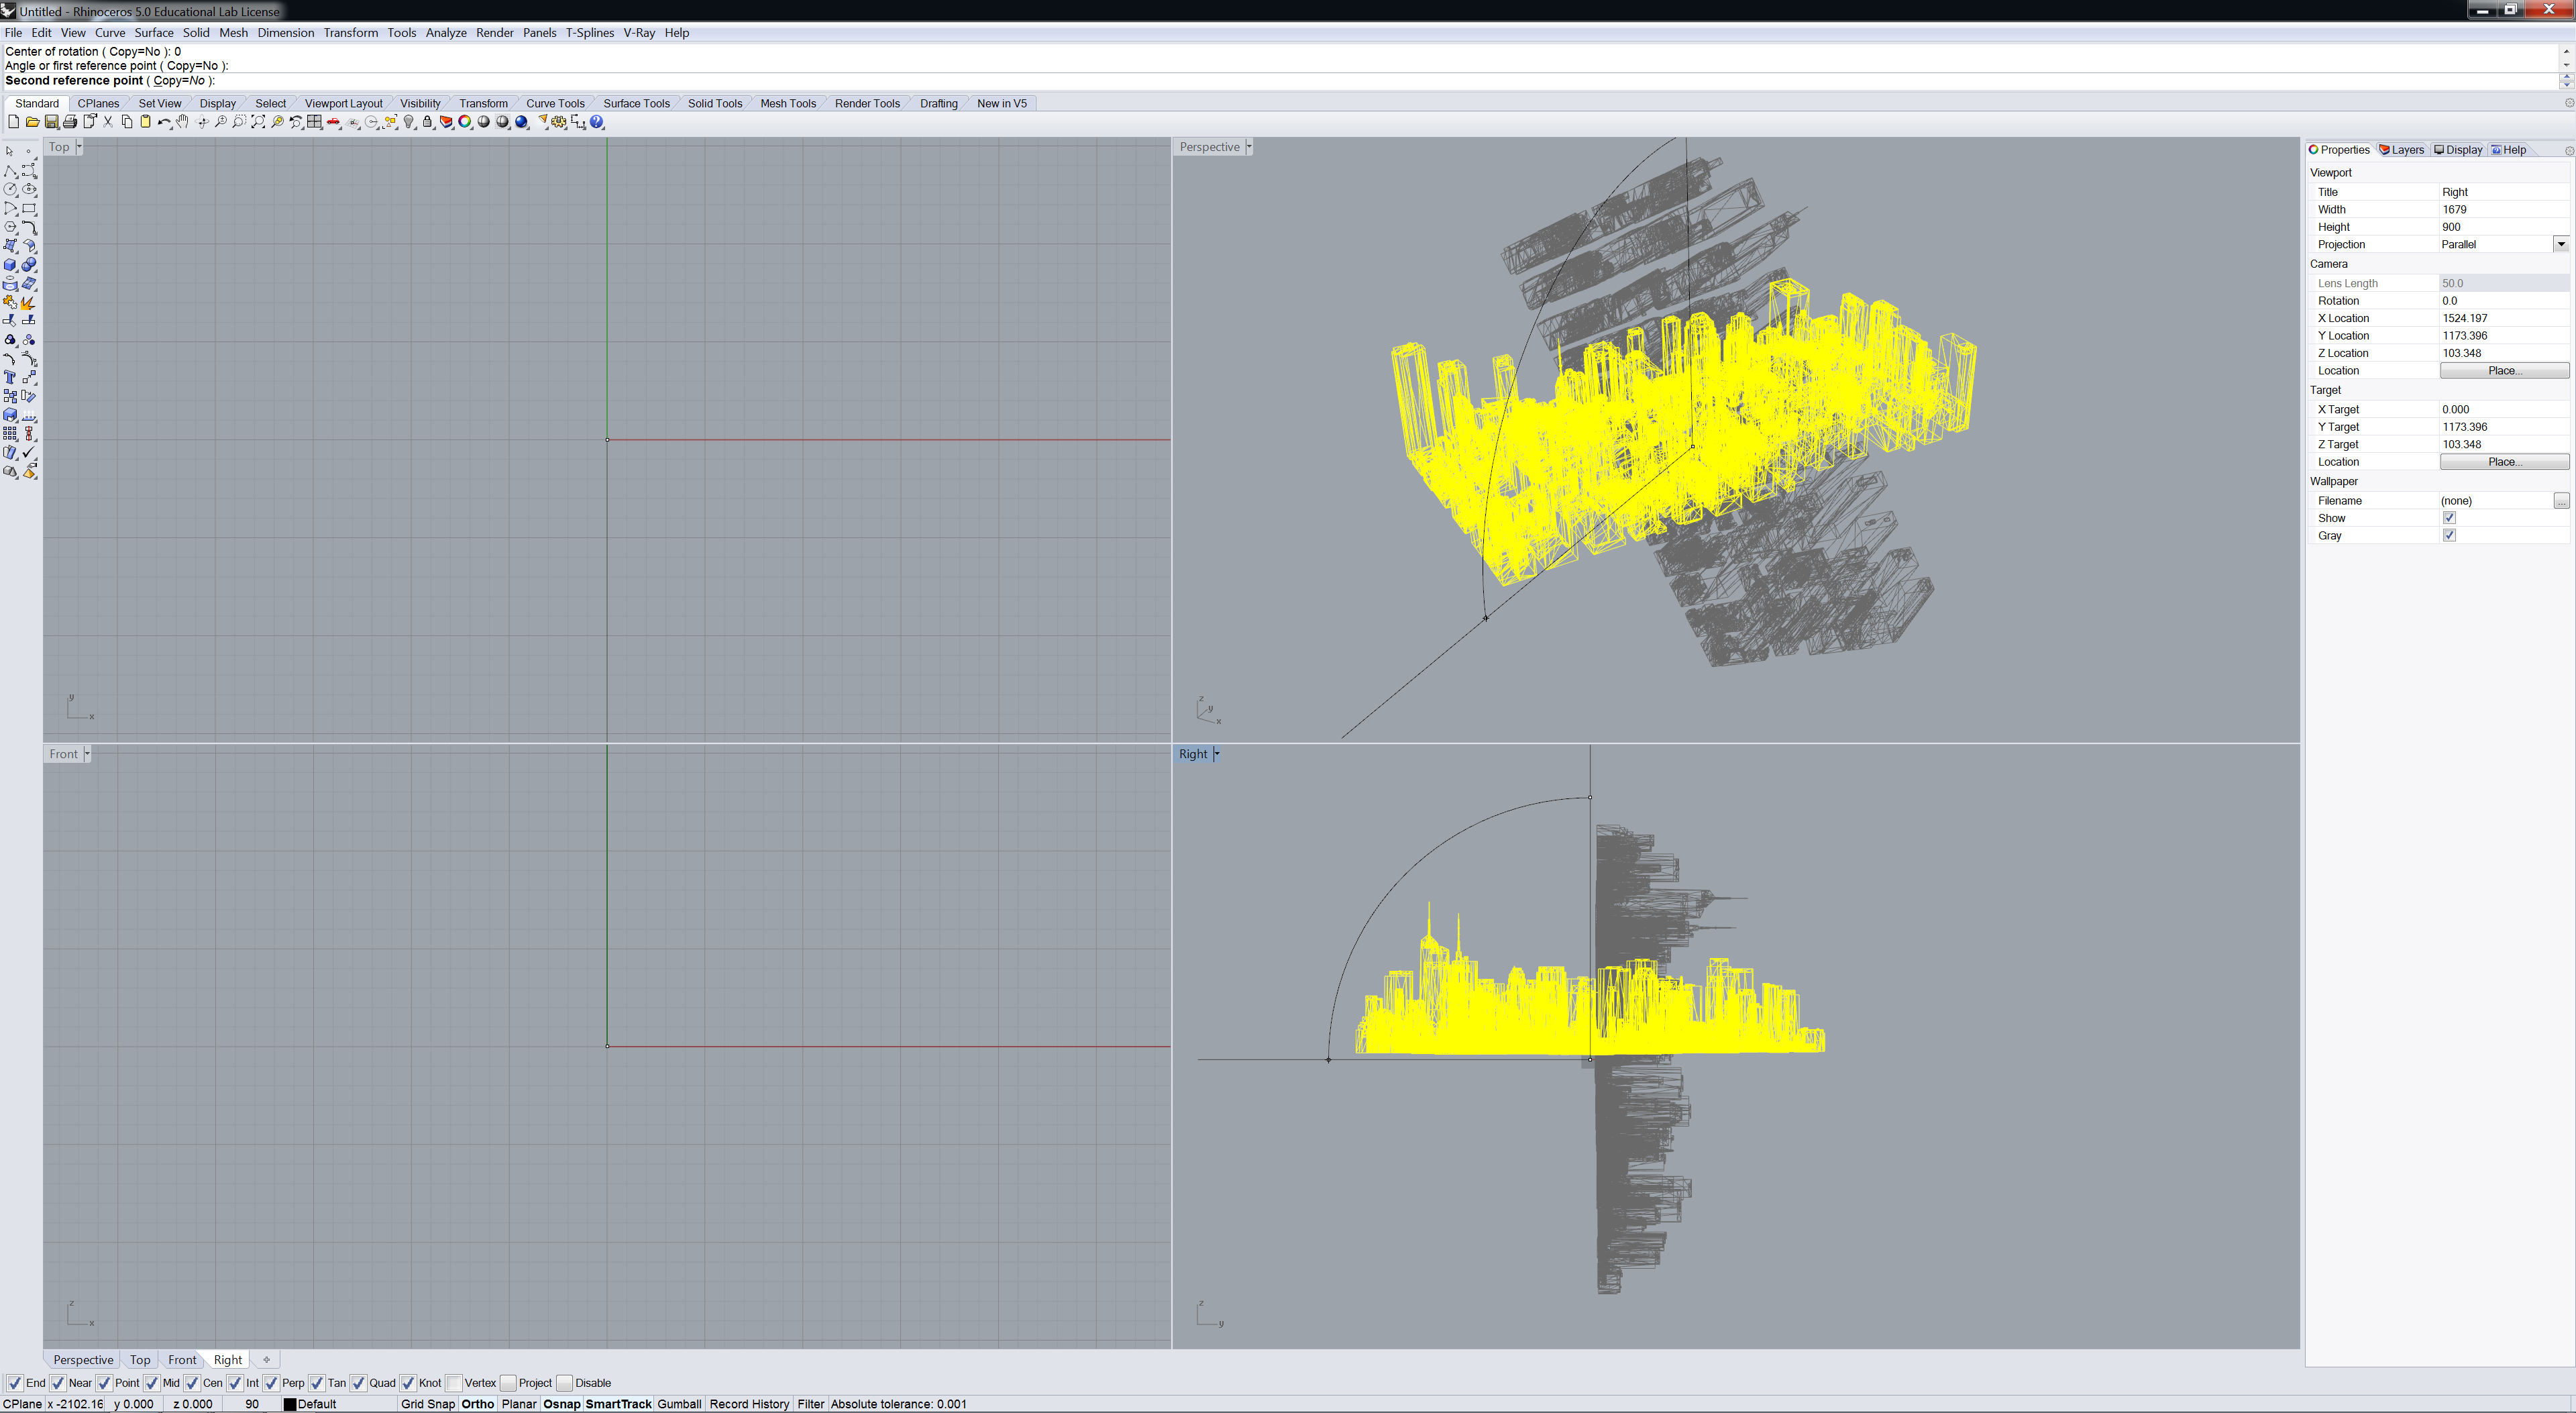 Untitled - Rhinoceros 5.0 Educational Lab License
File Edit View Curve Surface Solid Mesh Dimension Transform Tools Analyze Render Panels T-Splines V-Ray Help
Center of rotation ( Copy=No ): 0
Angle or first reference point ( Copy=No ):
Second reference point ( Copy=No ):
Standard CPlanes Set View Display Select Viewport Layout Visibility Transform Curve Tools Surface Tools Solid Tools Mesh Tools Render Tools Drafting New in V5
Top
y
x
Perspective
z
y
x
Front
z
x
Right
z
y
Properties Layers Display Help
Viewport
Title Right
Width 1679
Height 900
Projection Parallel
Camera
Lens Length 50.0
Rotation 0.0
X Location 1524.197
Y Location 1173.396
Z Location 103.348
Location Place...
Target
X Target 0.000
Y Target 1173.396
Z Target 103.348
Location Place...
Wallpaper
Filename (none) ...
Show
Gray
Perspective Top Front Right
End Near Point Mid Cen Int Perp Tan Quad Knot Vertex Project Disable
CPlane x -2102.16 y 0.000 z 0.000 90 Default Grid Snap Ortho Planar Osnap SmartTrack Gumball Record History Filter Absolute tolerance: 0.001